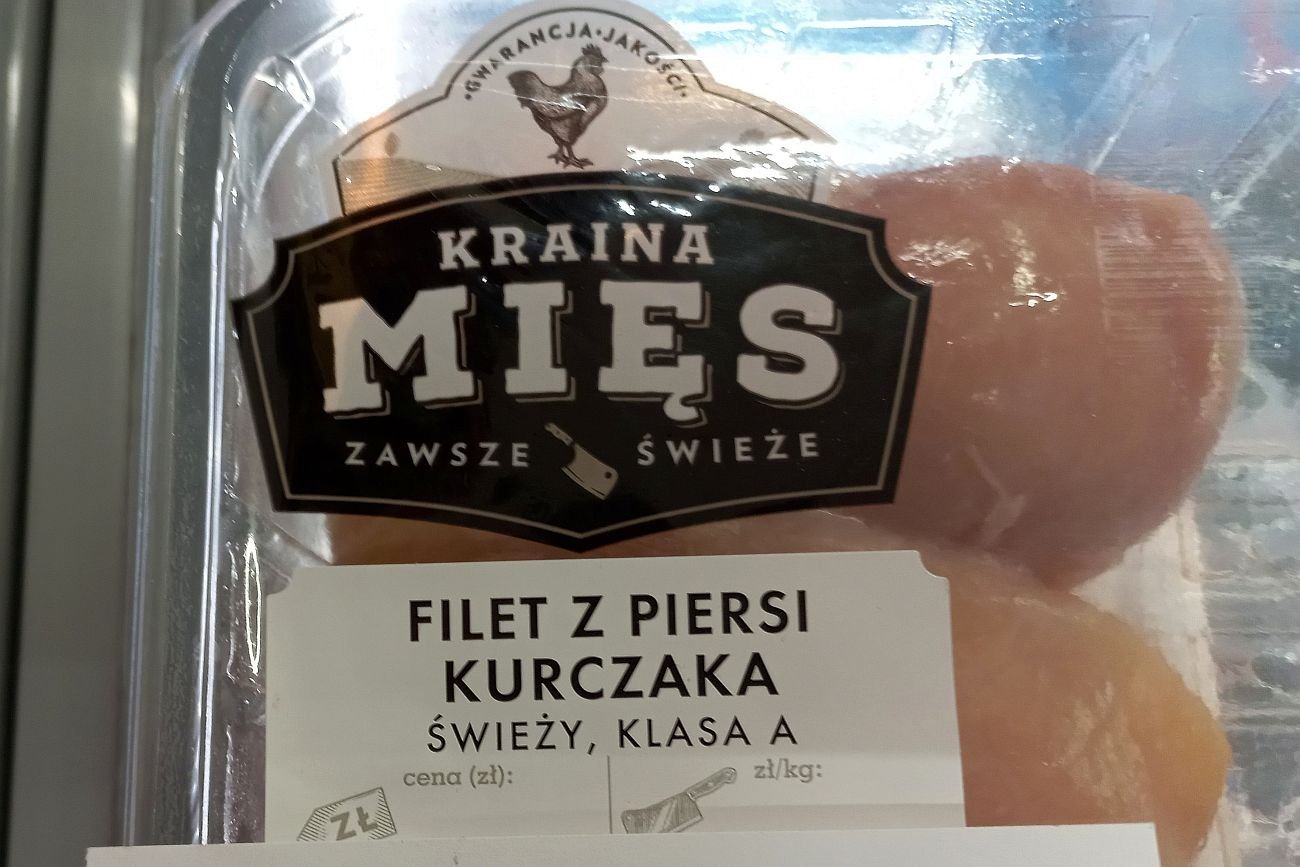 •GWARANCJA•JAKOŚCI•
KRAINA
MIĘS
ZAWSZE ŚWIEŻE
FILET Z PIERSI
KURCZAKA
ŚWIEŻY, KLASA A
cena (zł): zł/kg:
ZŁ